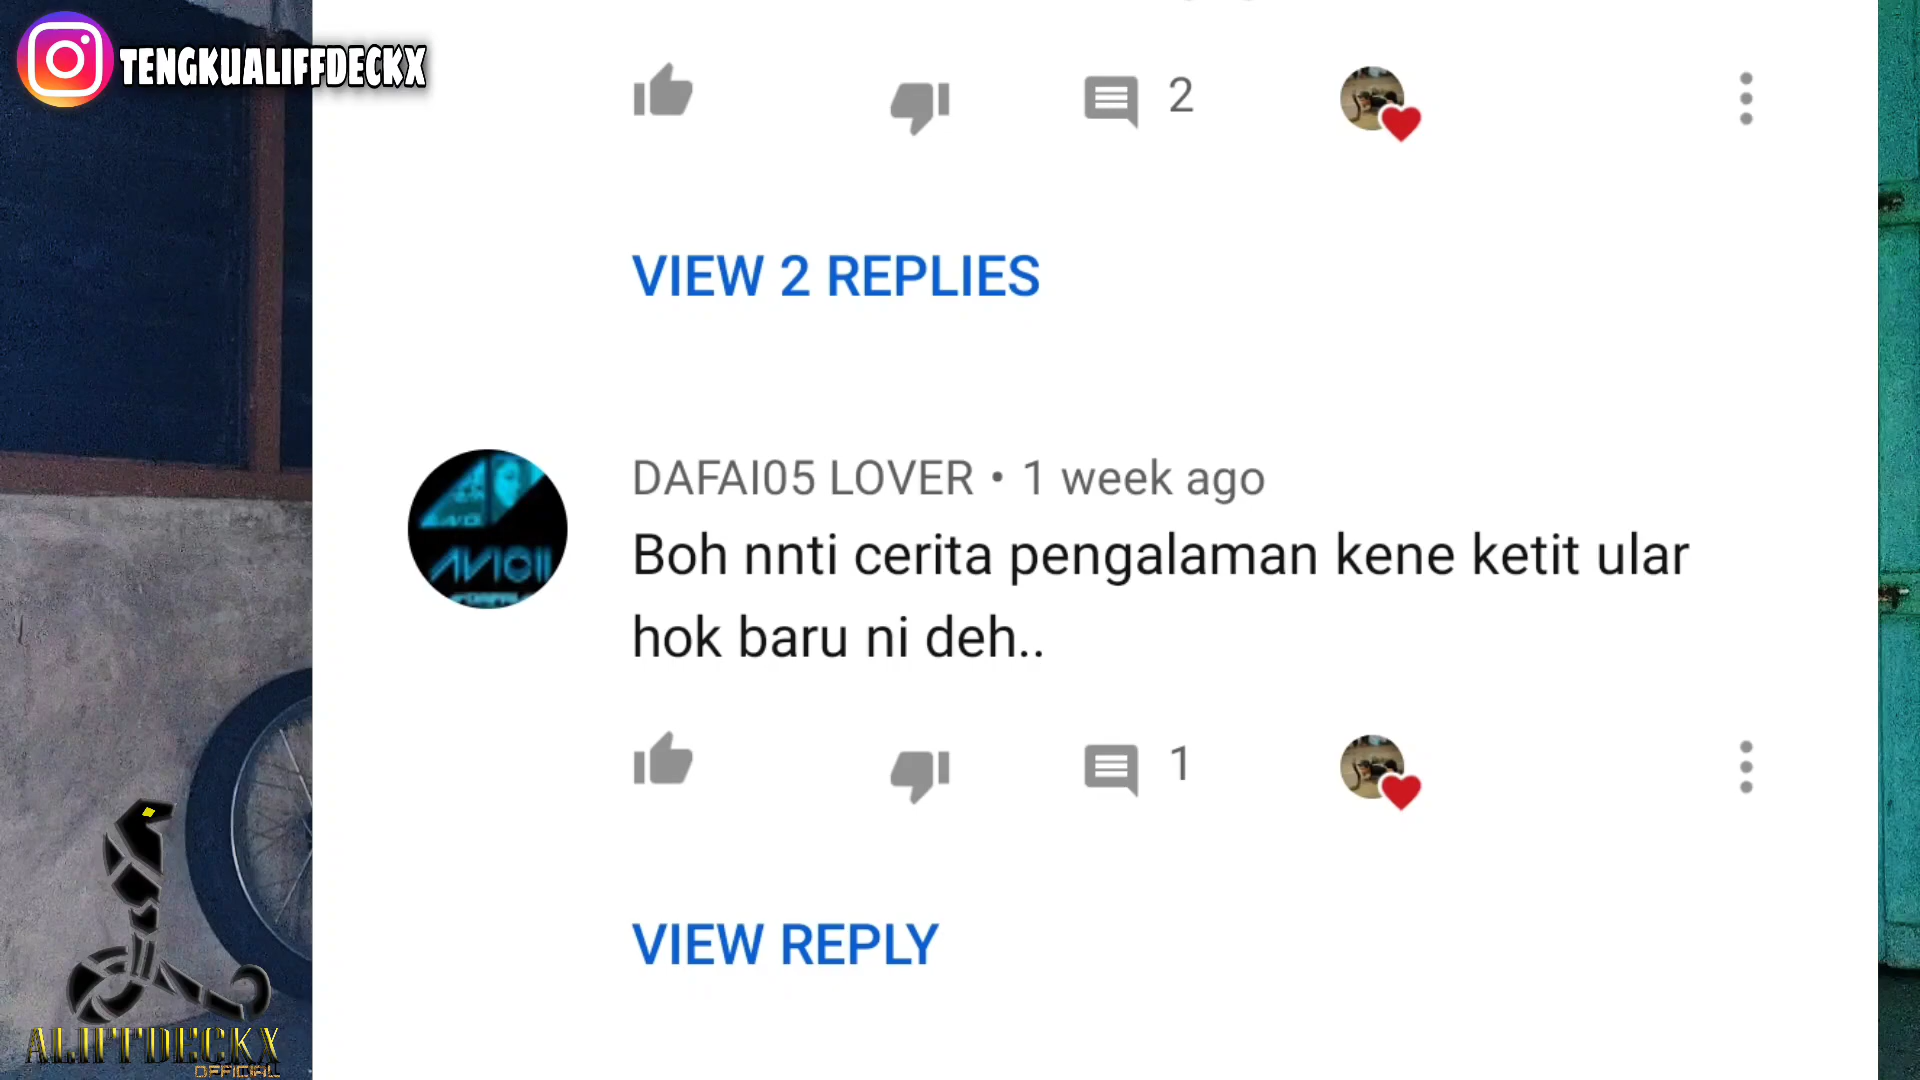 TENGKUALIFFDECKX
2
VIEW 2 REPLIES
DAFAI05 LOVER • 1 week ago
Boh nnti cerita pengalaman kene ketit ular
hok baru ni deh..
AVICII
1
VIEW REPLY
ALIFFDECKX
OFFICIAL